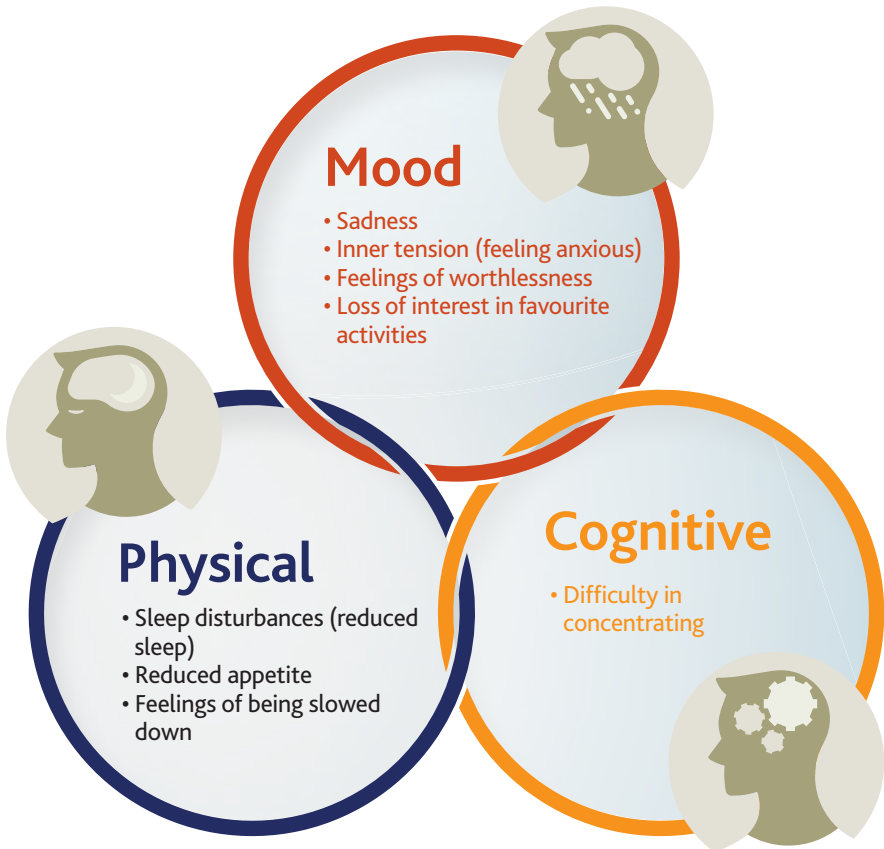 Mood
• Sadness
• Inner tension (feeling anxious)
• Feelings of worthlessness
• Loss of interest in favourite
activities
Physical
• Sleep disturbances (reduced
sleep)
• Reduced appetite
• Feelings of being slowed
down
Cognitive
• Difficulty in
concentrating